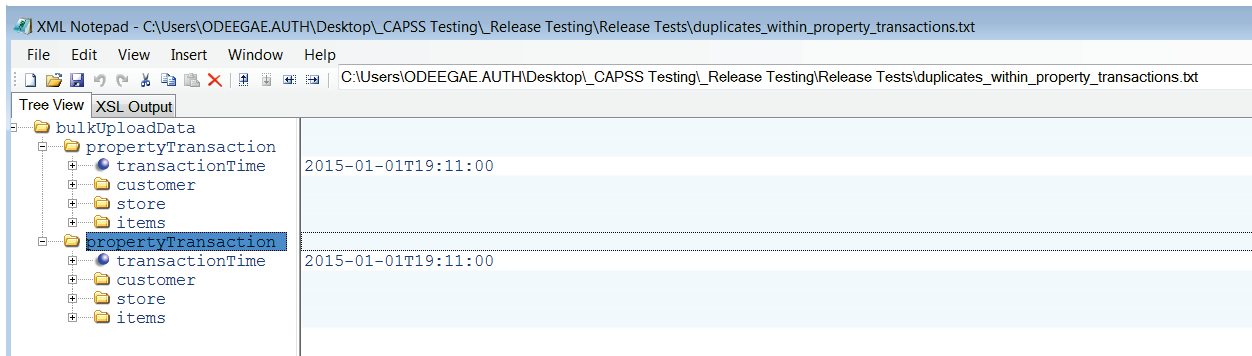 XML Notepad - C:\Users\ODEEGAE.AUTH\Desktop\_CAPSS Testing\_Release Testing\Release Tests\duplicates_within_property_transactions.txt
File Edit View Insert Window Help
C:\Users\ODEEGAE.AUTH\Desktop\_CAPSS Testing\_Release Testing\Release Tests\duplicates_within_property_transactions.txt
Tree View XSL Output
bulkUploadData
propertyTransaction
transactionTime 2015-01-01T19:11:00
customer
store
items
propertyTransaction
transactionTime 2015-01-01T19:11:00
customer
store
items